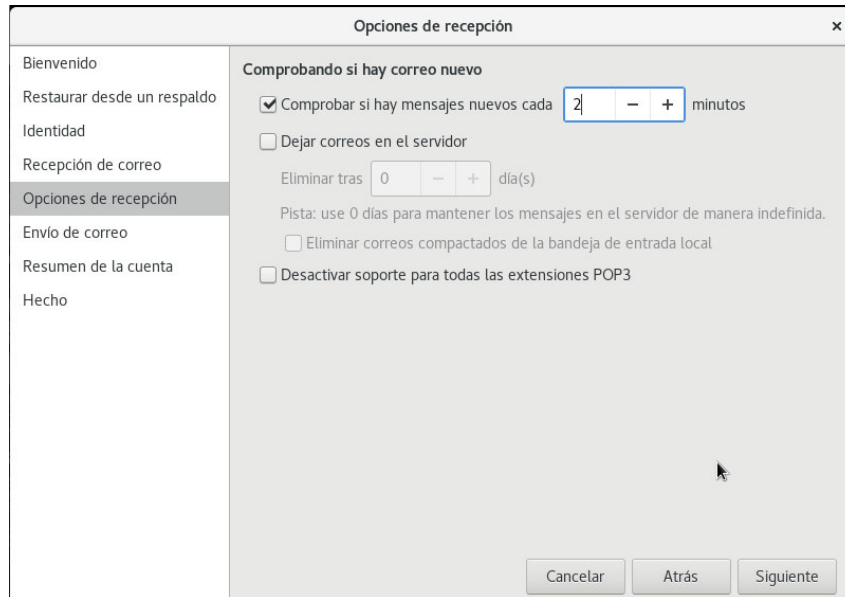 Opciones de recepción ×
Bienvenido
Restaurar desde un respaldo
Identidad
Recepción de correo
Opciones de recepción
Envío de correo
Resumen de la cuenta
Hecho
Comprobando si hay correo nuevo
Comprobar si hay mensajes nuevos cada 2 − + minutos
Dejar correos en el servidor
Eliminar tras 0 − + día(s)
Pista: use 0 días para mantener los mensajes en el servidor de manera indefinida.
Eliminar correos compactados de la bandeja de entrada local
Desactivar soporte para todas las extensiones POP3
Cancelar Atrás Siguiente